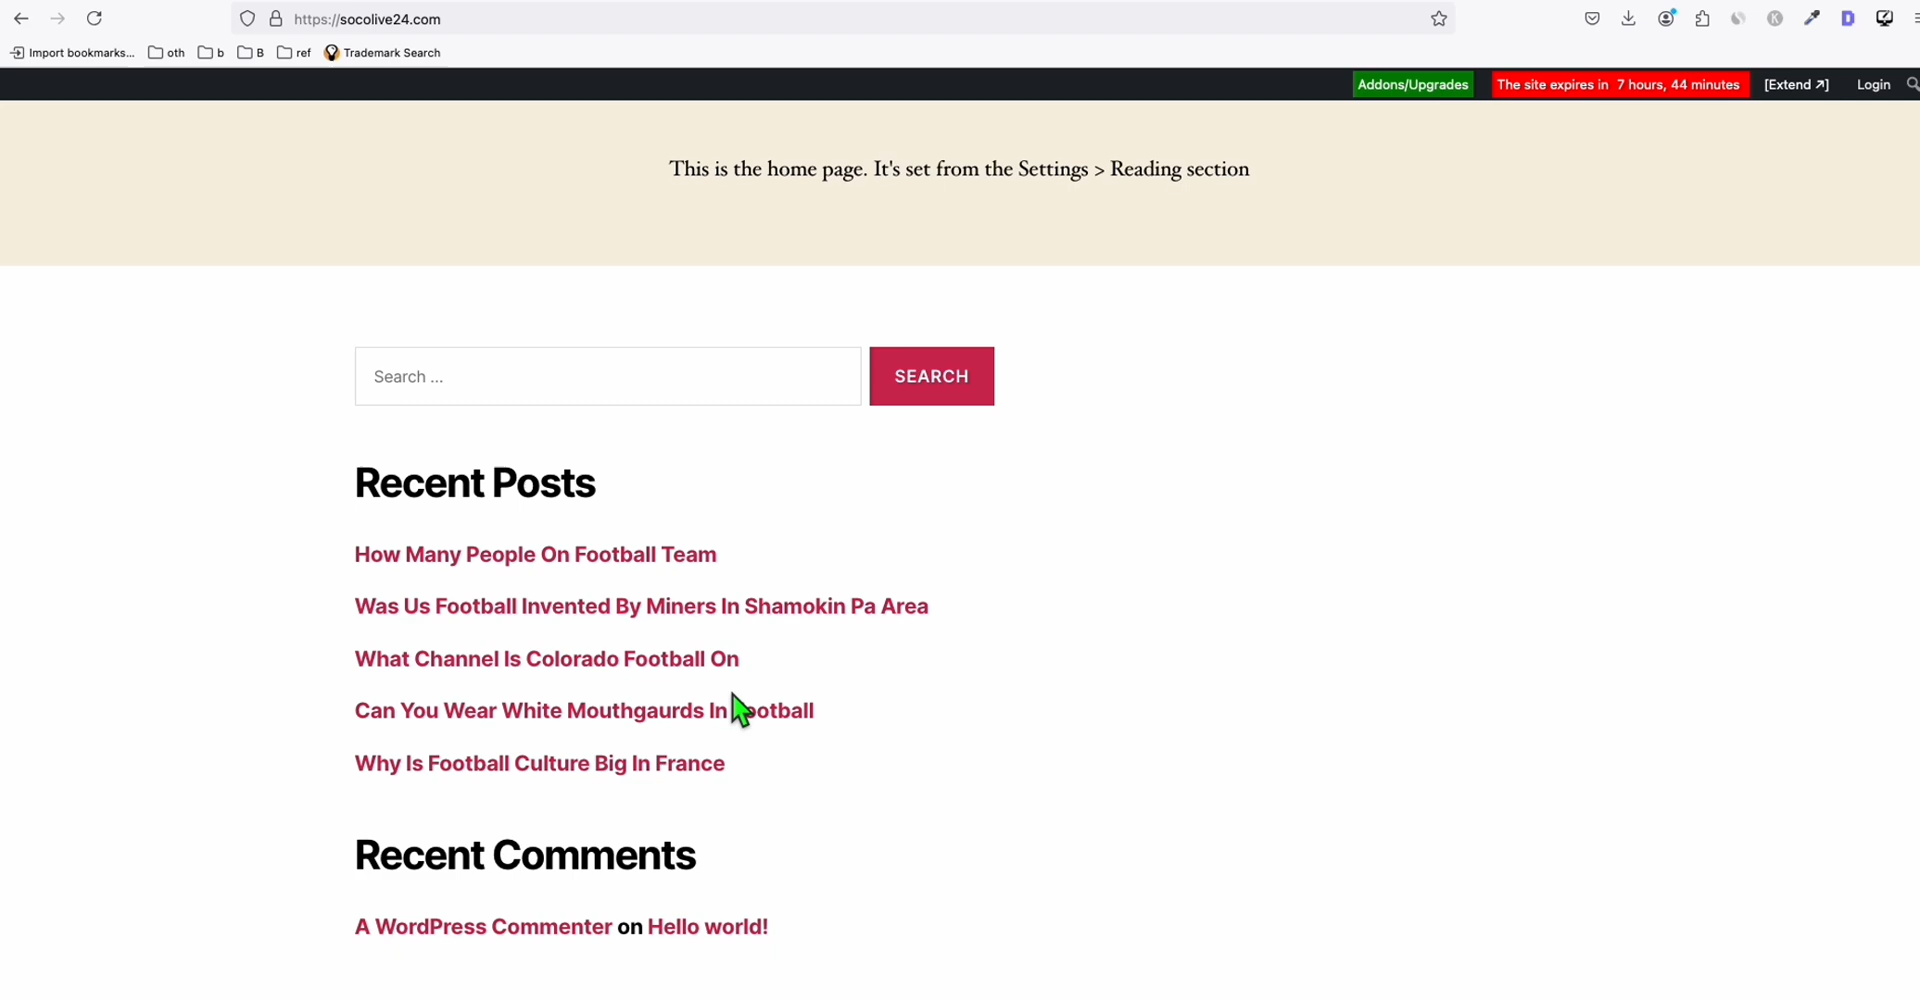 https://socolive24.com
Import bookmarks... oth b B ref Trademark Search
Addons/Upgrades The site expires in 7 hours, 44 minutes [Extend ↗] Login
This is the home page. It's set from the Settings > Reading section
Search ... SEARCH
Recent Posts
How Many People On Football Team
Was Us Football Invented By Miners In Shamokin Pa Area
What Channel Is Colorado Football On
Can You Wear White Mouthgaurds In Football
Why Is Football Culture Big In France
Recent Comments
A WordPress Commenter on Hello world!